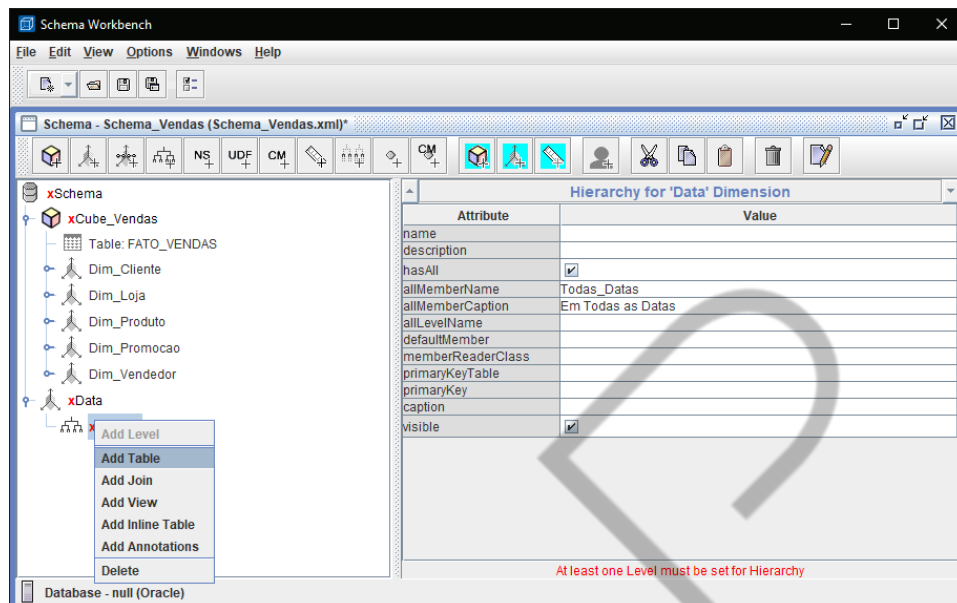 Schema Workbench
File Edit View Options Windows Help
Schema - Schema_Vendas (Schema_Vendas.xml)*
NS UDF CM CM
xSchema
xCube_Vendas
Table: FATO_VENDAS
Dim_Cliente
Dim_Loja
Dim_Produto
Dim_Promocao
Dim_Vendedor
xData
x
Add Level
Add Table
Add Join
Add View
Add Inline Table
Add Annotations
Delete
Hierarchy for 'Data' Dimension
Attribute Value
name
description
hasAll
allMemberName Todas_Datas
allMemberCaption Em Todas as Datas
allLevelName
defaultMember
memberReaderClass
primaryKeyTable
primaryKey
caption
visible
At least one Level must be set for Hierarchy
Database - null (Oracle)